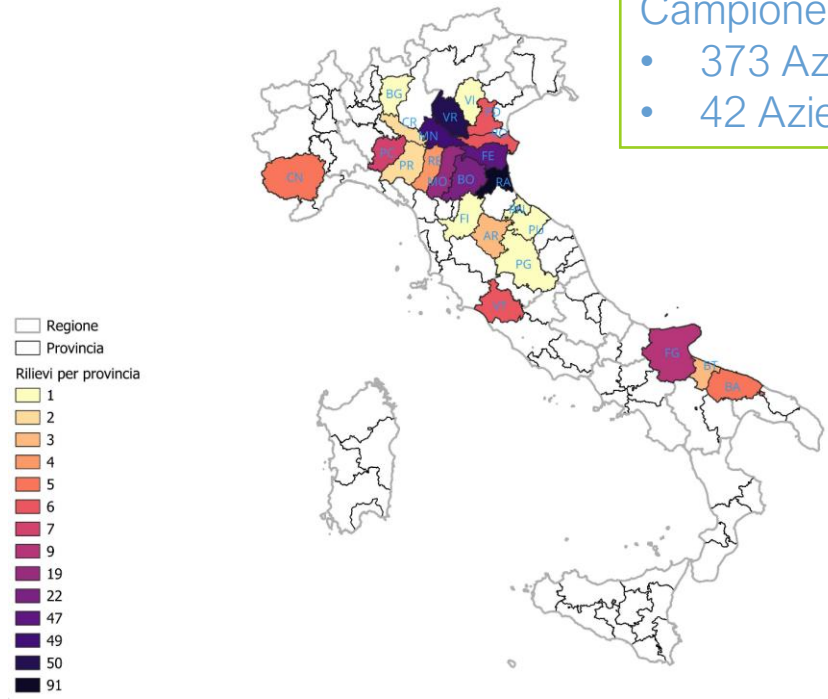 Campione
• 373 Az
• 42 Azie
BG
VI
CR
VR
MN
FE
PR
RE
MO
BO
RA
CN
FI
PU
AR
PG
VT
FG
BT
BA
Regione
Provincia
Rilievi per provincia
1
2
3
4
5
6
7
9
19
22
47
49
50
91